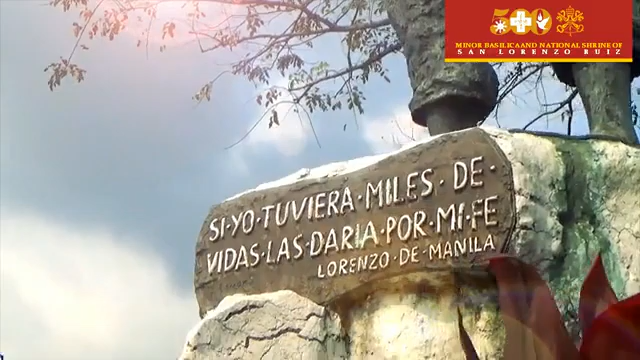 500
MINOR BASILICA AND NATIONAL SHRINE OF
SAN LORENZO RUIZ
SI·YO·TUVIERA·MILES·DE·
VIDAS·LAS·DARIA·POR·MI·FE
LORENZO·DE·MANILA